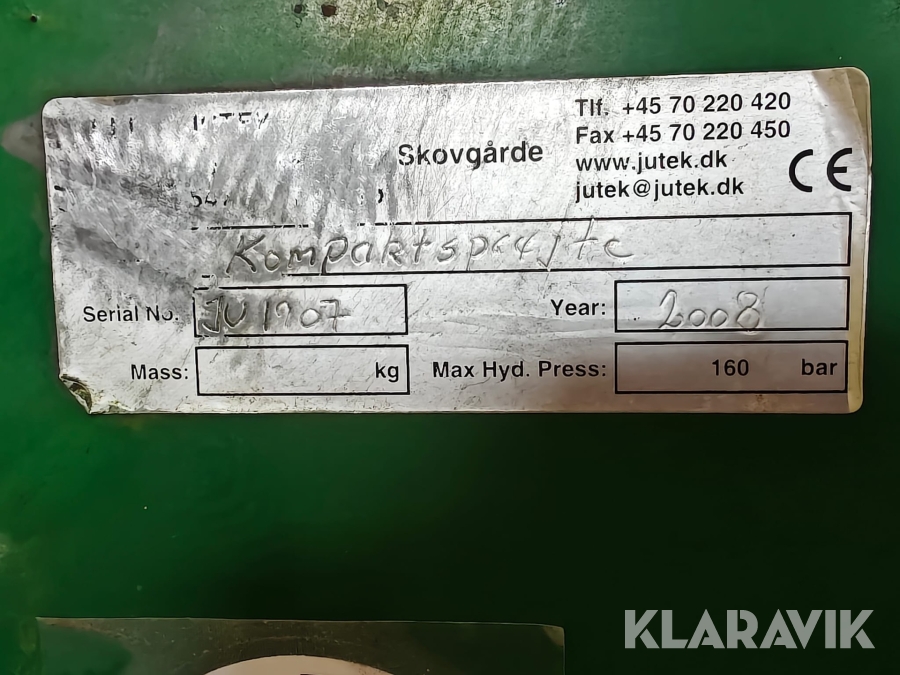 Tlf. +45 70 220 420
Fax +45 70 220 450
Skovgårde
www.jutek.dk
jutek@jutek.dk
CE
Kompaktsprøjte
Serial No. JU 1907
Year: 2008
Mass: kg
Max Hyd. Press: 160 bar
KLARAVIK